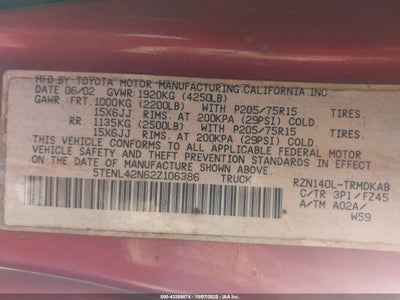 MFD.BY TOYOTA MOTOR MANUFACTURING,CALIFORNIA INC.
DATE 06/02 GVWR:1920KG (4250LB)
GAWR: FRT. 1000KG (2200LB) WITH P205/75R15 TIRES.
15X6JJ RIMS. AT 200KPA (29PSI) COLD.
RR. 1135KG (2500LB) WITH P205/75R15 TIRES.
15X6JJ RIMS. AT 200KPA (29PSI) COLD.
THIS VEHICLE CONFORMS TO ALL APPLICABLE FEDERAL MOTOR
VEHICLE SAFETY AND BUMPER STANDARDS IN EFFECT
ON THE DATE OF MANUFACTURE SHOWN ABOVE.
5TENL42N62Z106386 TRUCK
RZN140L-TRMDKAB
C/TR 3P1/FZ45
A/TM A02A/
W59
000-43389874 - 10/07/2025 - IAAI.COM